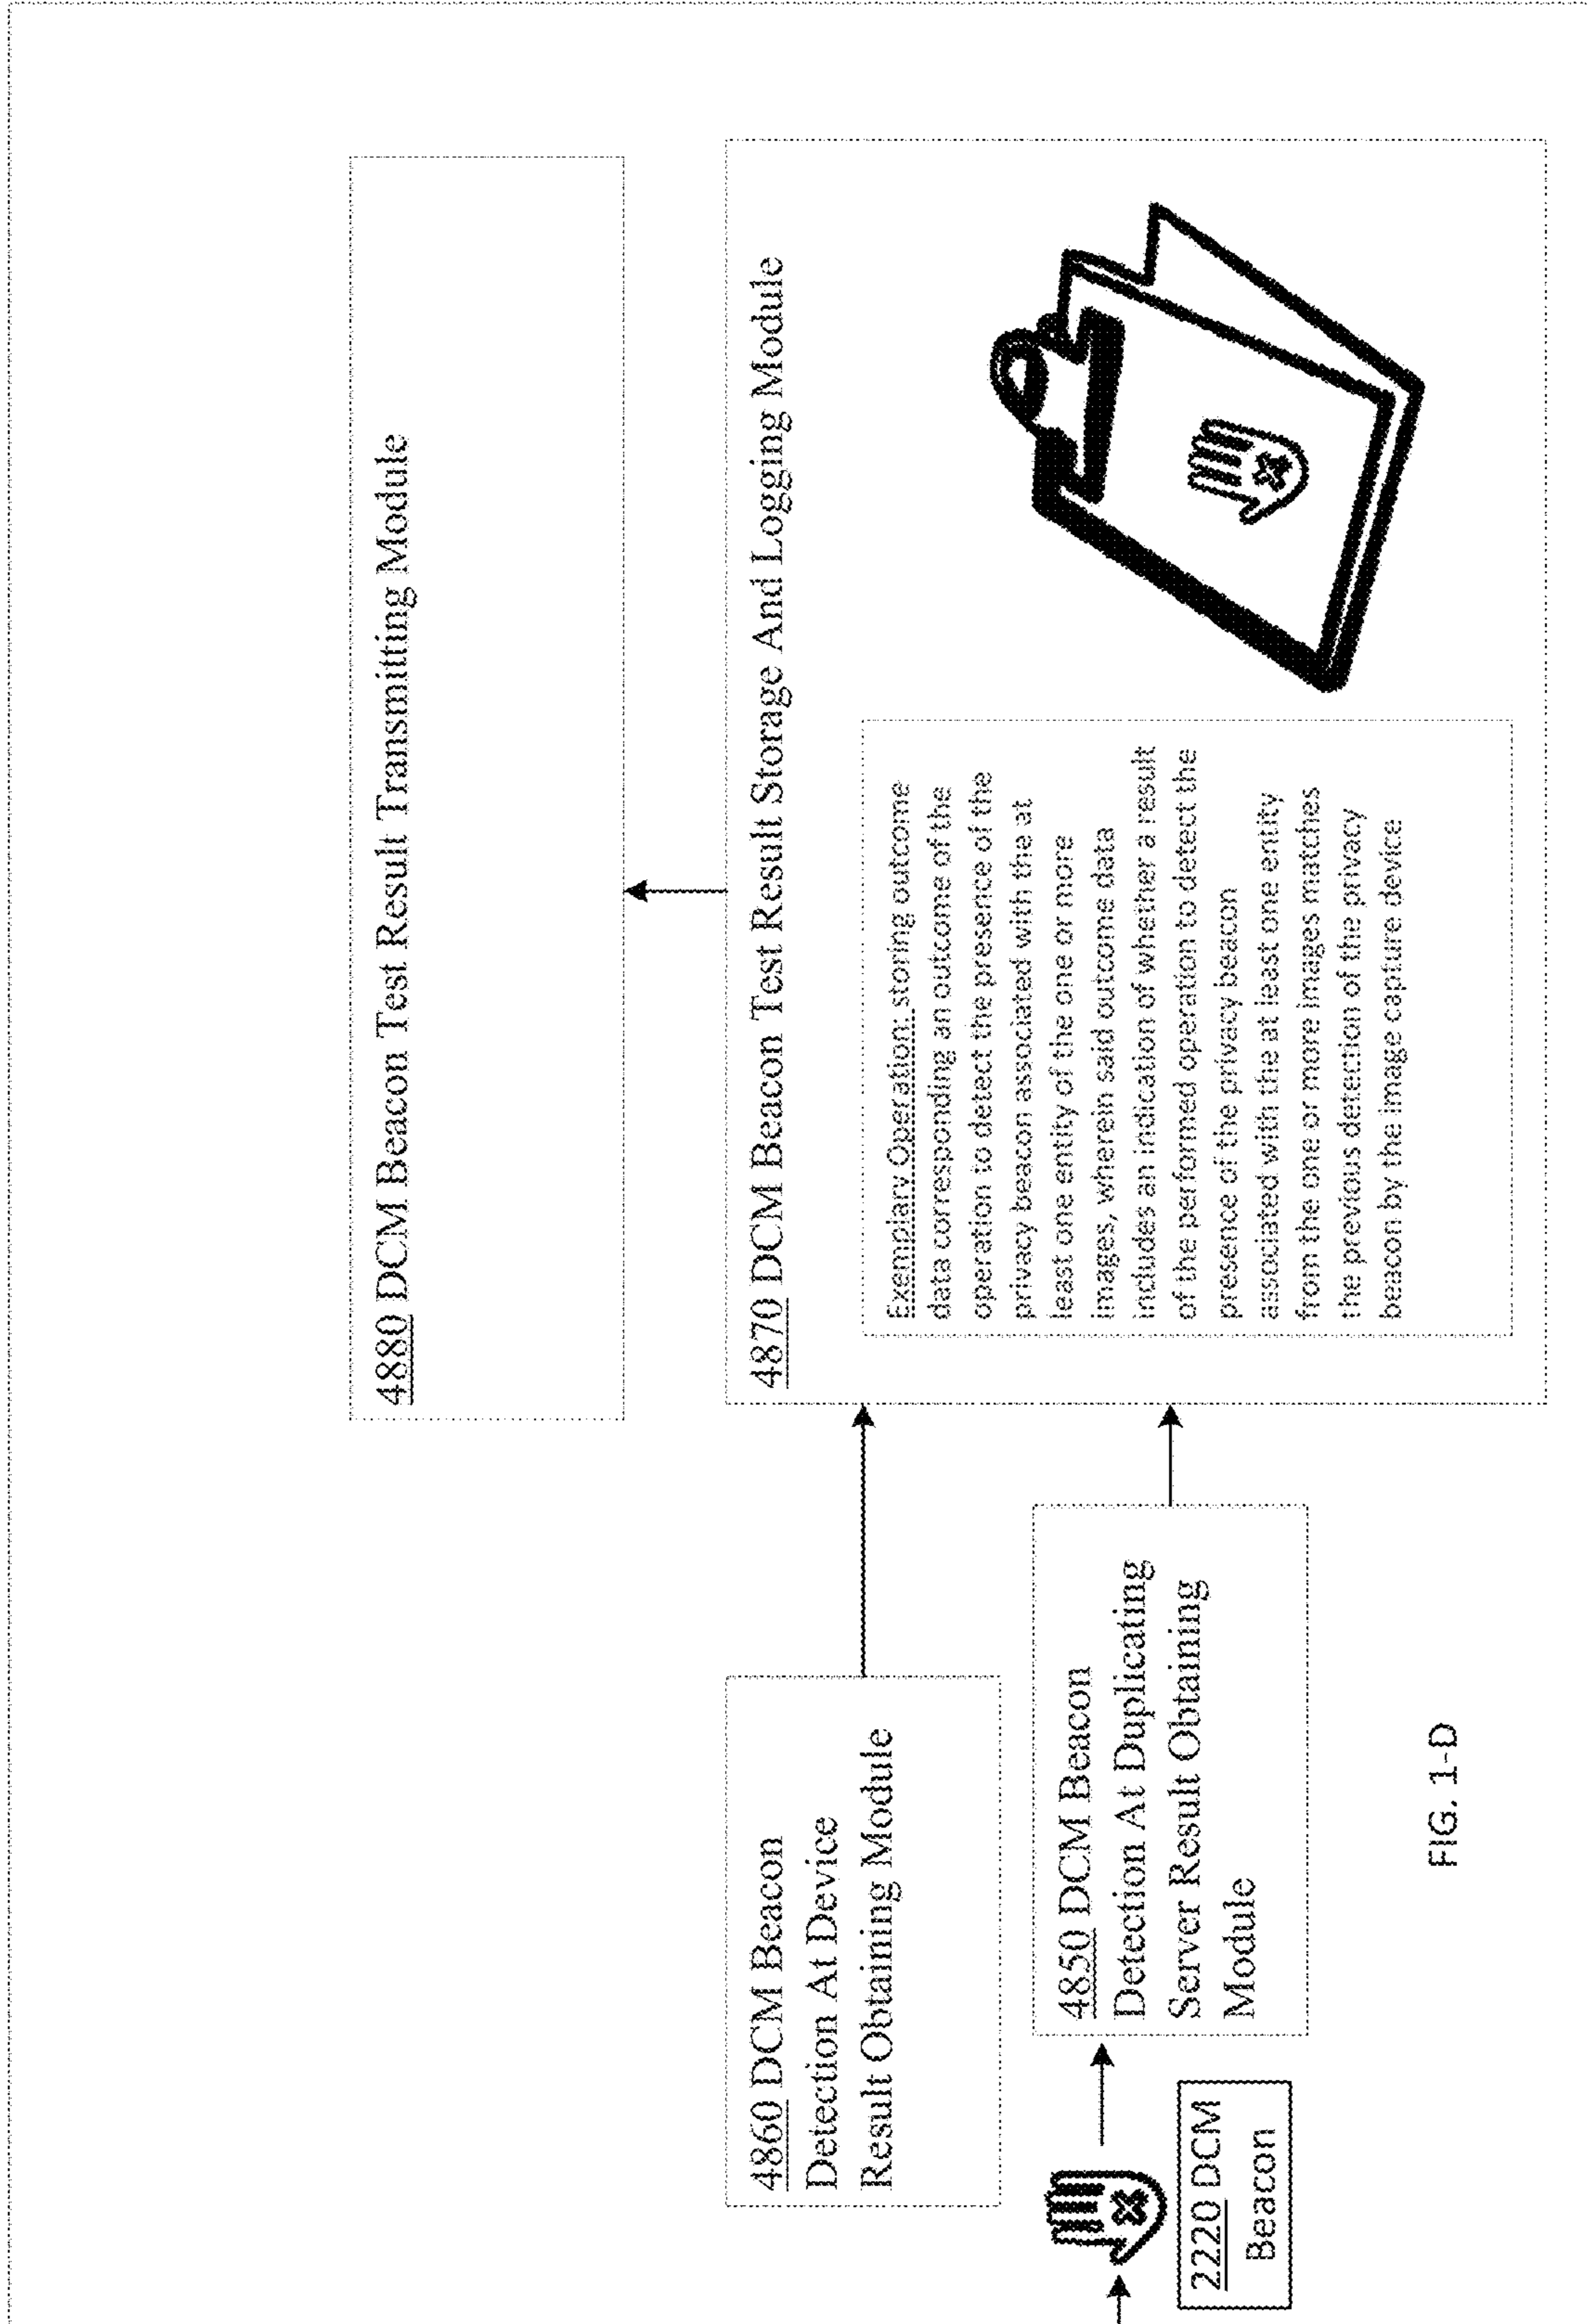 4880 DCM Beacon Test Result Transmitting Module
4870 DCM Beacon Test Result Storage And Logging Module
Exemplary Operation: storing outcome
data corresponding an outcome of the
operation to detect the presence of the
privacy beacon associated with the at
least one entity of the one or more
images, wherein said outcome data
includes an indication of whether a result
of the performed operation to detect the
presence of the privacy beacon
associated with the at least one entity
from the one or more images matches
the previous detection of the privacy
beacon by the image capture device
4860 DCM Beacon
Detection At Device
Result Obtaining Module
4850 DCM Beacon
Detection At Duplicating
Server Result Obtaining
Module
2220 DCM
Beacon
FIG. 1-D